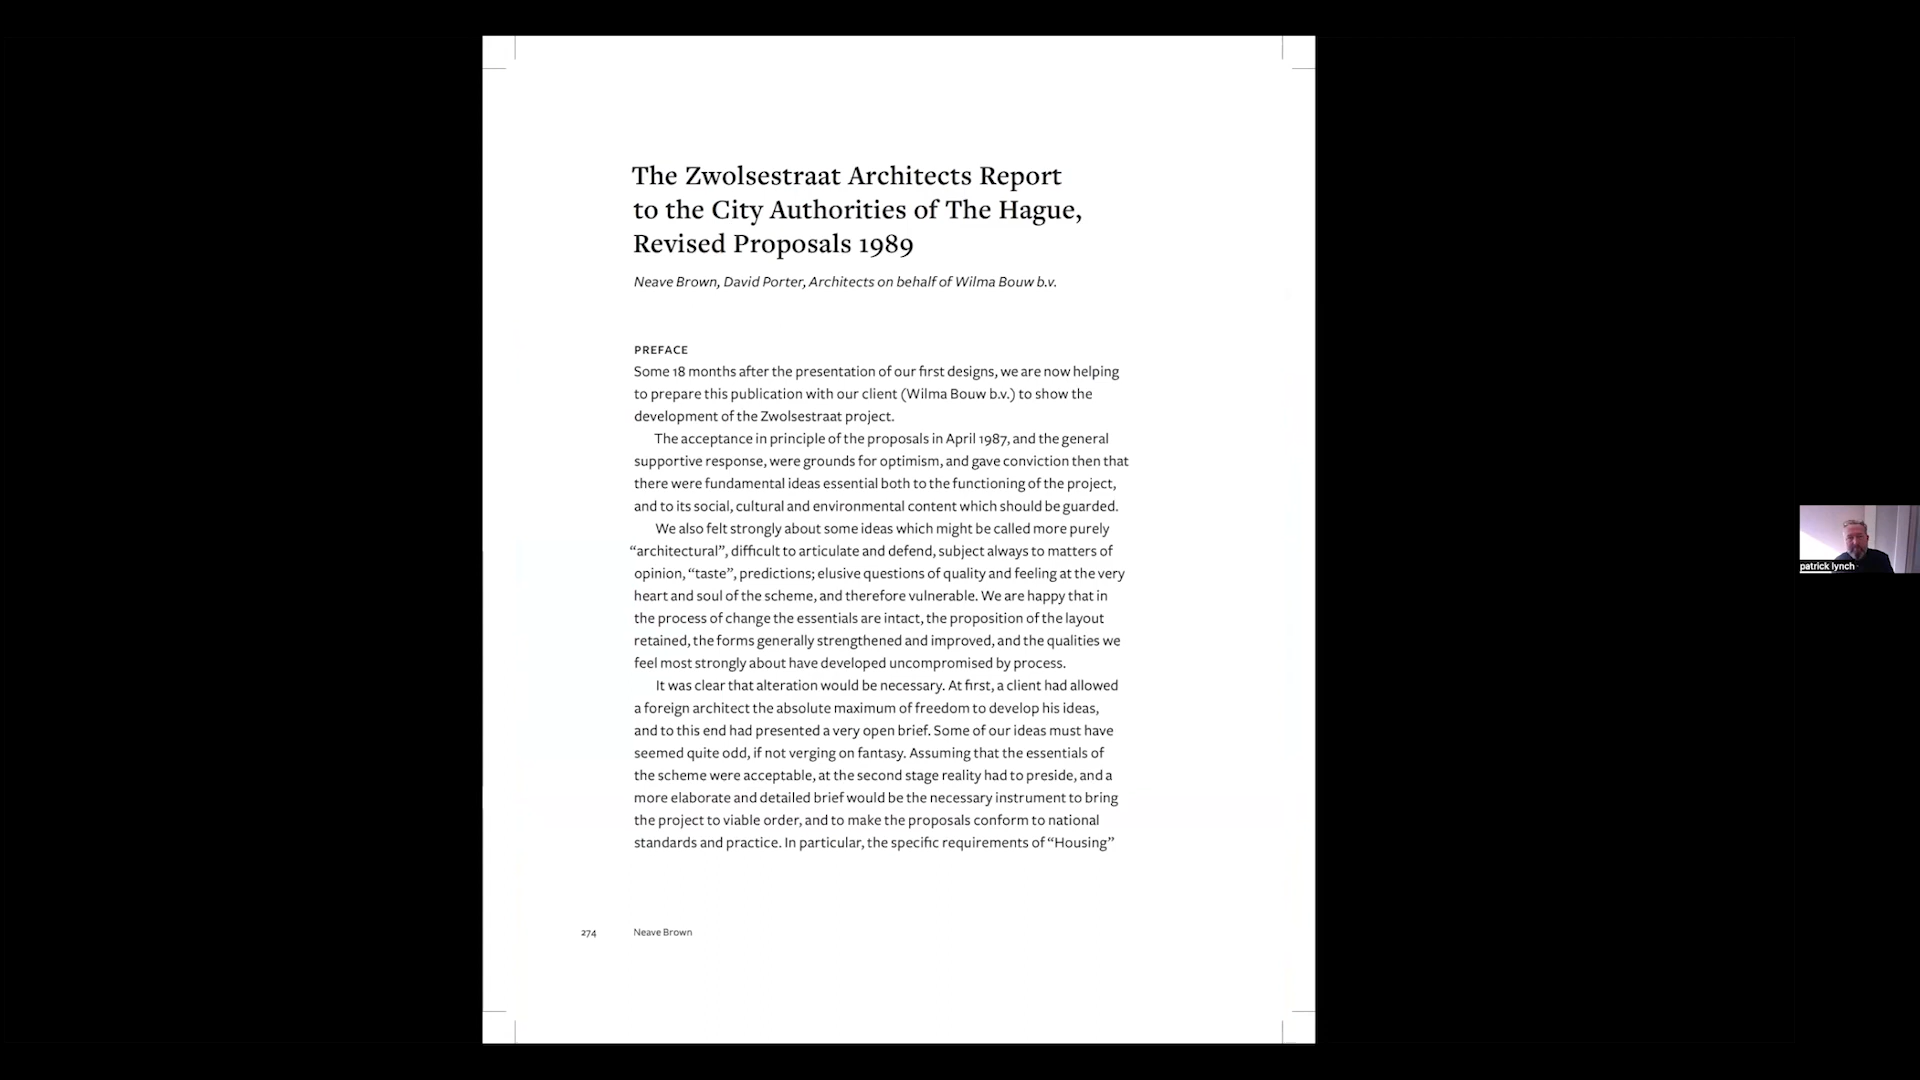 The Zwolsestraat Architects Report
to the City Authorities of The Hague,
Revised Proposals 1989
Neave Brown, David Porter, Architects on behalf of Wilma Bouw b.v.
PREFACE
Some 18 months after the presentation of our first designs, we are now helping
to prepare this publication with our client (Wilma Bouw b.v.) to show the
development of the Zwolsestraat project.
The acceptance in principle of the proposals in April 1987, and the general
supportive response, were grounds for optimism, and gave conviction then that
there were fundamental ideas essential both to the functioning of the project,
and to its social, cultural and environmental content which should be guarded.
We also felt strongly about some ideas which might be called more purely
“architectural”, difficult to articulate and defend, subject always to matters of
opinion, “taste”, predictions; elusive questions of quality and feeling at the very
heart and soul of the scheme, and therefore vulnerable. We are happy that in
the process of change the essentials are intact, the proposition of the layout
retained, the forms generally strengthened and improved, and the qualities we
feel most strongly about have developed uncompromised by process.
It was clear that alteration would be necessary. At first, a client had allowed
a foreign architect the absolute maximum of freedom to develop his ideas,
and to this end had presented a very open brief. Some of our ideas must have
seemed quite odd, if not verging on fantasy. Assuming that the essentials of
the scheme were acceptable, at the second stage reality had to preside, and a
more elaborate and detailed brief would be the necessary instrument to bring
the project to viable order, and to make the proposals conform to national
standards and practice. In particular, the specific requirements of “Housing”
274 Neave Brown
patrick lynch